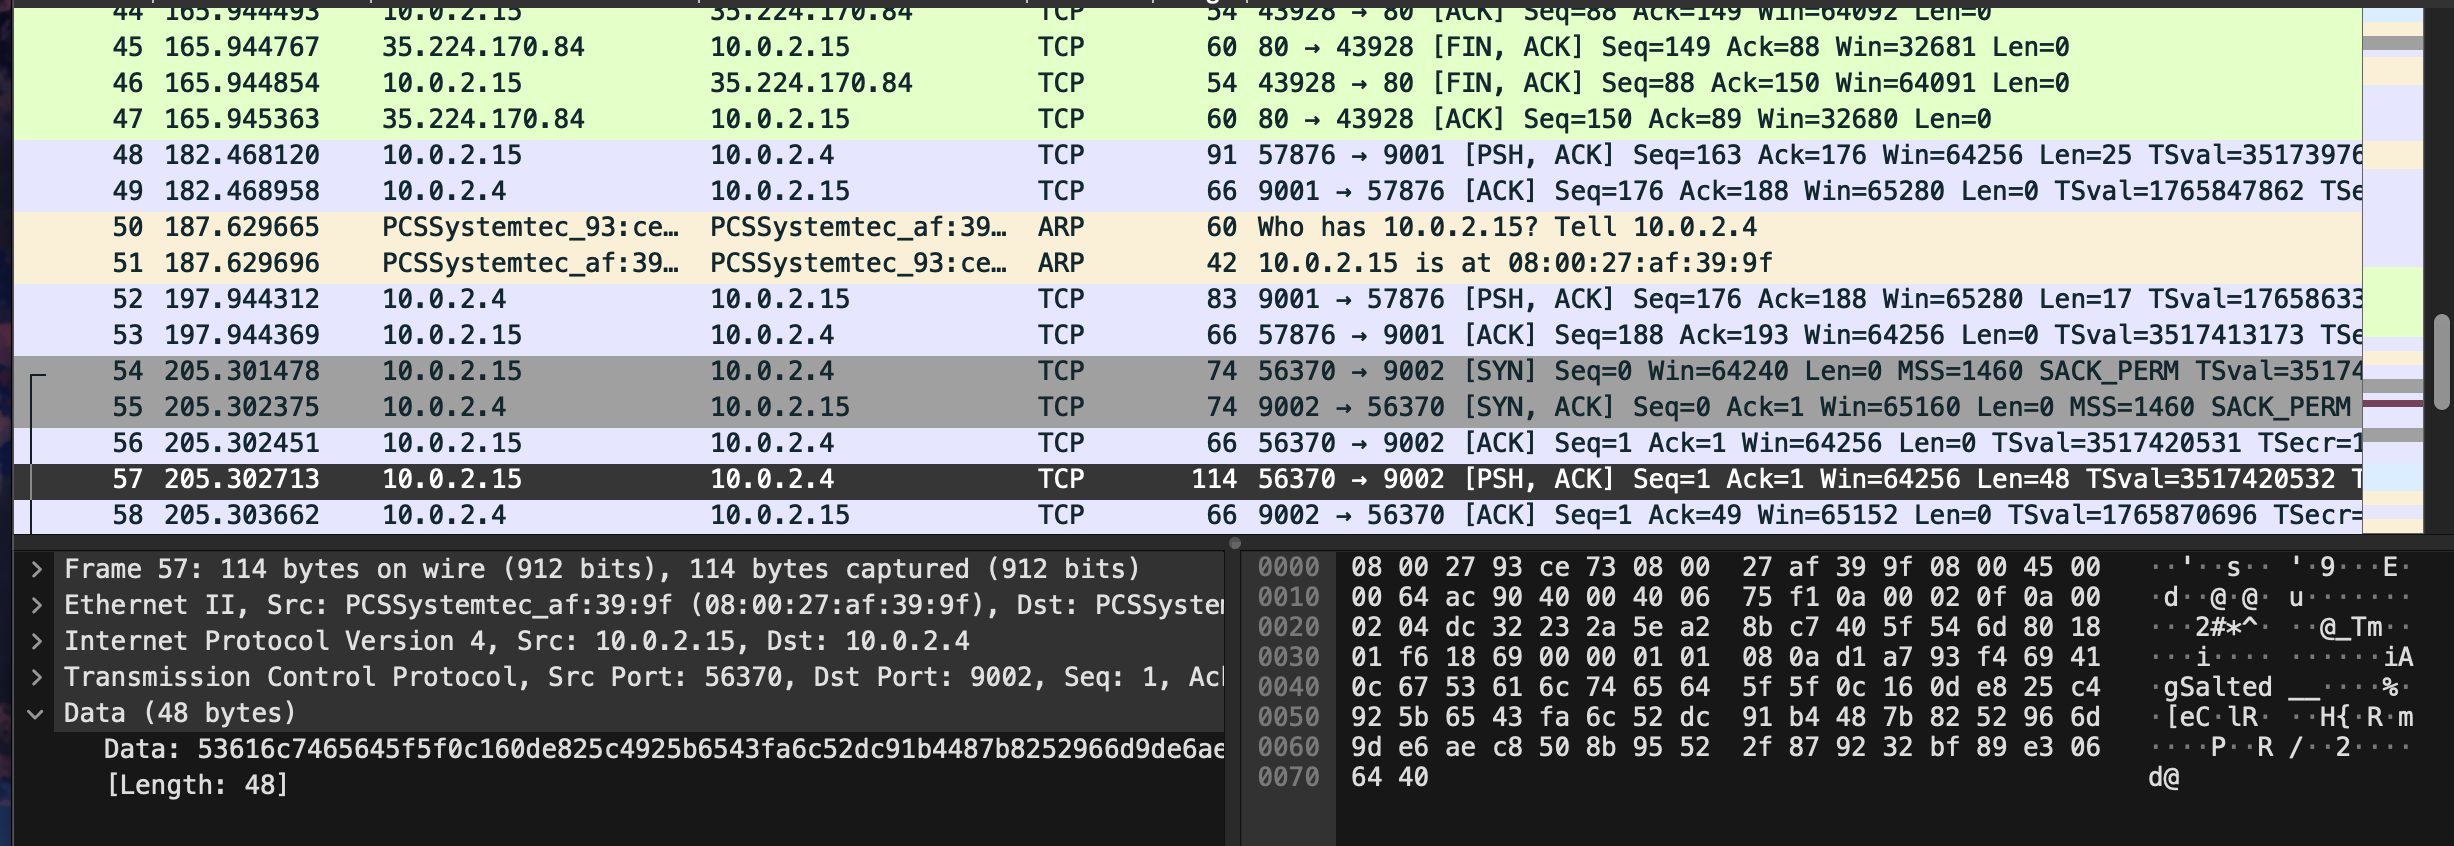 44 165.944493 10.0.2.15 35.224.170.84 TCP 54 43928 → 80 [ACK] Seq=88 Ack=149 Win=64092 Len=0
45 165.944767 35.224.170.84 10.0.2.15 TCP 60 80 → 43928 [FIN, ACK] Seq=149 Ack=88 Win=32681 Len=0
46 165.944854 10.0.2.15 35.224.170.84 TCP 54 43928 → 80 [FIN, ACK] Seq=88 Ack=150 Win=64091 Len=0
47 165.945363 35.224.170.84 10.0.2.15 TCP 60 80 → 43928 [ACK] Seq=150 Ack=89 Win=32680 Len=0
48 182.468120 10.0.2.15 10.0.2.4 TCP 91 57876 → 9001 [PSH, ACK] Seq=163 Ack=176 Win=64256 Len=25 TSval=35173976
49 182.468958 10.0.2.4 10.0.2.15 TCP 66 9001 → 57876 [ACK] Seq=176 Ack=188 Win=65280 Len=0 TSval=1765847862 TSe
50 187.629665 PCSSystemtec_93:ce… PCSSystemtec_af:39… ARP 60 Who has 10.0.2.15? Tell 10.0.2.4
51 187.629696 PCSSystemtec_af:39… PCSSystemtec_93:ce… ARP 42 10.0.2.15 is at 08:00:27:af:39:9f
52 197.944312 10.0.2.4 10.0.2.15 TCP 83 9001 → 57876 [PSH, ACK] Seq=176 Ack=188 Win=65280 Len=17 TSval=17658633
53 197.944369 10.0.2.15 10.0.2.4 TCP 66 57876 → 9001 [ACK] Seq=188 Ack=193 Win=64256 Len=0 TSval=3517413173 TSe
54 205.301478 10.0.2.15 10.0.2.4 TCP 74 56370 → 9002 [SYN] Seq=0 Win=64240 Len=0 MSS=1460 SACK_PERM TSval=35174
55 205.302375 10.0.2.4 10.0.2.15 TCP 74 9002 → 56370 [SYN, ACK] Seq=0 Ack=1 Win=65160 Len=0 MSS=1460 SACK_PERM
56 205.302451 10.0.2.15 10.0.2.4 TCP 66 56370 → 9002 [ACK] Seq=1 Ack=1 Win=64256 Len=0 TSval=3517420531 TSecr=1
57 205.302713 10.0.2.15 10.0.2.4 TCP 114 56370 → 9002 [PSH, ACK] Seq=1 Ack=1 Win=64256 Len=48 TSval=3517420532 T
58 205.303662 10.0.2.4 10.0.2.15 TCP 66 9002 → 56370 [ACK] Seq=1 Ack=49 Win=65152 Len=0 TSval=1765870696 TSecr=
Frame 57: 114 bytes on wire (912 bits), 114 bytes captured (912 bits)
Ethernet II, Src: PCSSystemtec_af:39:9f (08:00:27:af:39:9f), Dst: PCSSystem
Internet Protocol Version 4, Src: 10.0.2.15, Dst: 10.0.2.4
Transmission Control Protocol, Src Port: 56370, Dst Port: 9002, Seq: 1, Ac
Data (48 bytes)
Data: 53616c7465645f5f0c160de825c4925b6543fa6c52dc91b4487b8252966d9de6ae
[Length: 48]
0000 08 00 27 93 ce 73 08 00 27 af 39 9f 08 00 45 00 ··'··s·· '·9···E·
0010 00 64 ac 90 40 00 40 06 75 f1 0a 00 02 0f 0a 00 ·d··@·@· u·······
0020 02 04 dc 32 23 2a 5e a2 8b c7 40 5f 54 6d 80 18 ···2#*^· ··@_Tm··
0030 01 f6 18 69 00 00 01 01 08 0a d1 a7 93 f4 69 41 ···i···· ······iA
0040 0c 67 53 61 6c 74 65 64 5f 5f 0c 16 0d e8 25 c4 ·gSalted __····%·
0050 92 5b 65 43 fa 6c 52 dc 91 b4 48 7b 82 52 96 6d ·[eC·lR· ··H{·R·m
0060 9d e6 ae c8 50 8b 95 52 2f 87 92 32 bf 89 e3 06 ····P··R /··2····
0070 64 40 d@